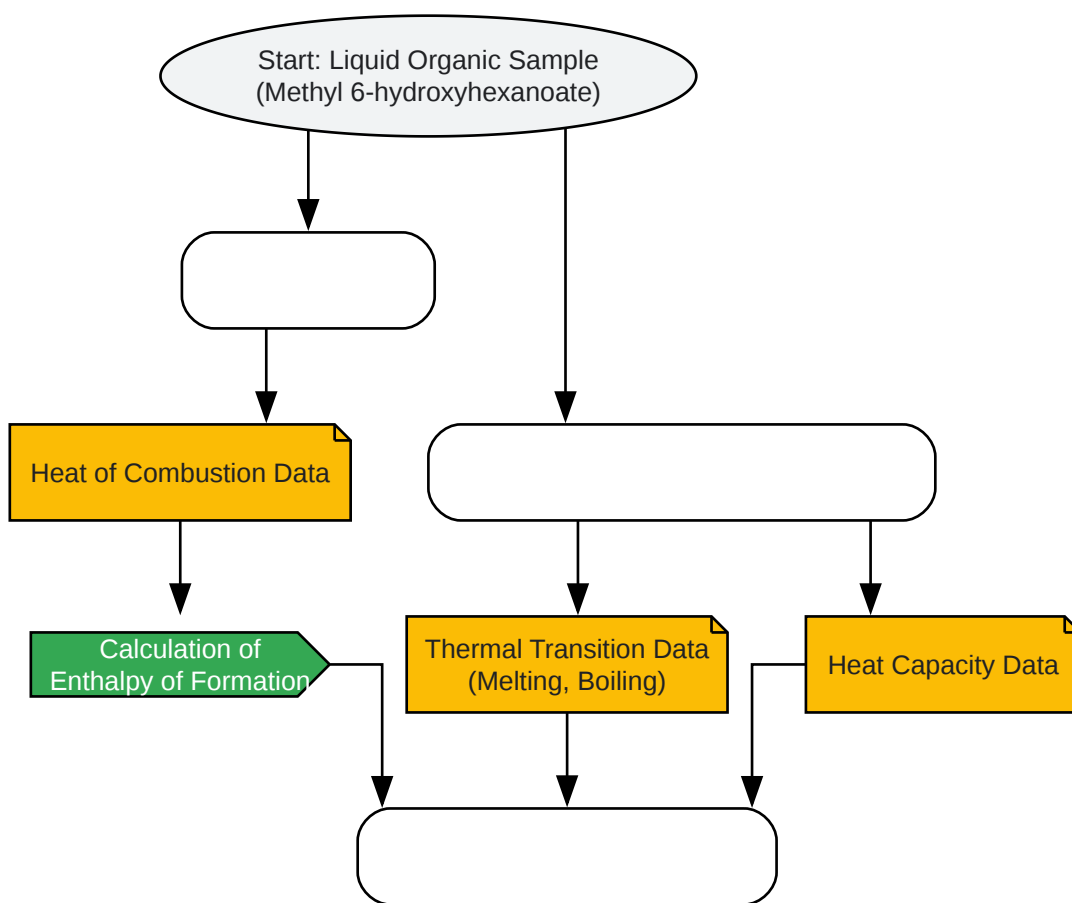 Start: Liquid Organic Sample
(Methyl 6-hydroxyhexanoate)
Heat of Combustion Data
Calculation of
Enthalpy of Formation
Thermal Transition Data
(Melting, Boiling)
Heat Capacity Data